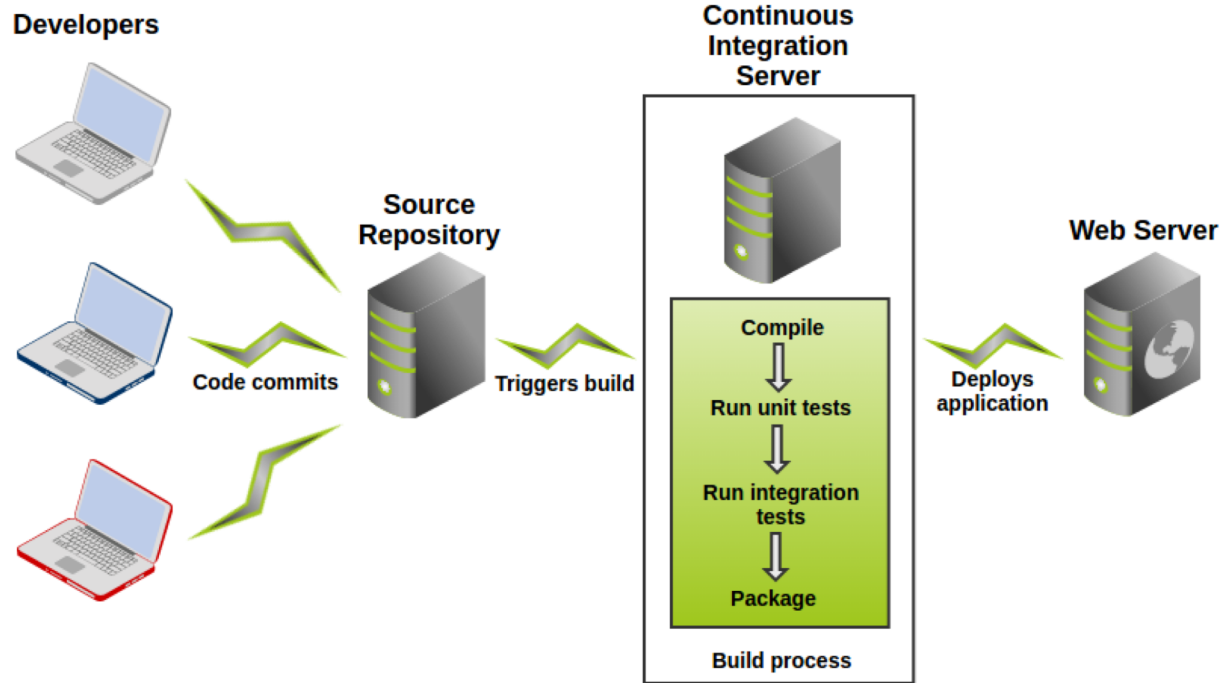 Developers
Continuous
Integration
Server
Source
Repository
Web Server
Code commits
Triggers build
Compile
Run unit tests
Run integration
tests
Package
Build process
Deploys
application